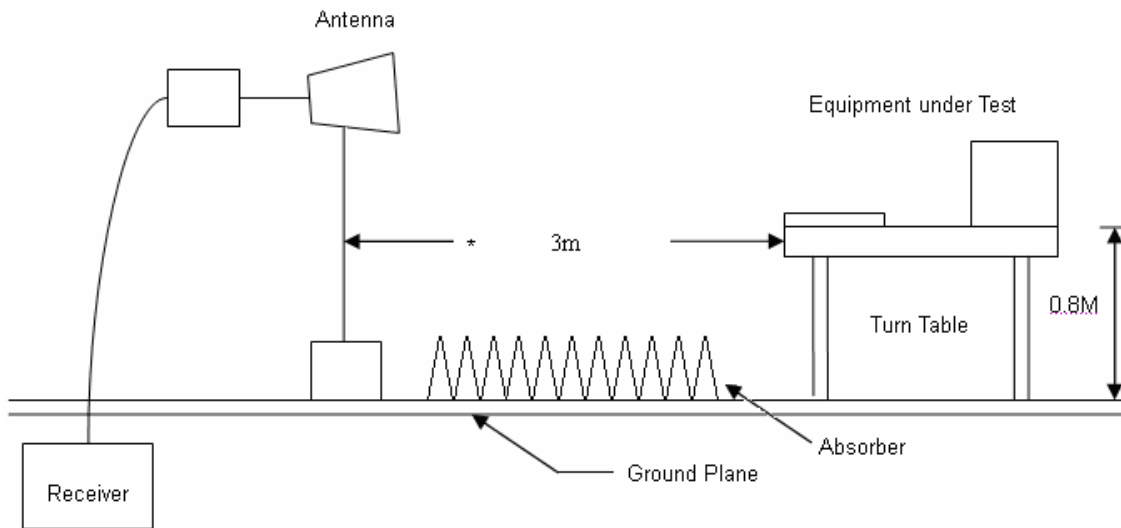 Antenna
Equipment under Test
* 3m
0.8M
Turn Table
Absorber
Ground Plane
Receiver